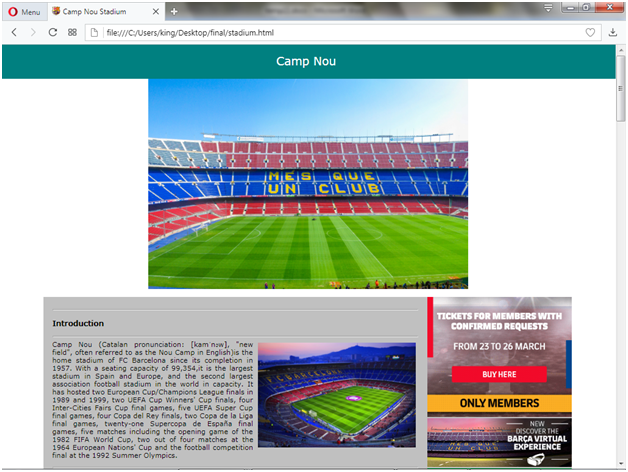 Menu
Camp Nou Stadium
file:///C:/Users/king/Desktop/final/stadium.html
Camp Nou
MES QUE
UN CLUB
Introduction
Camp Nou (Catalan pronunciation: [kam ˈnɔw], "new
field", often referred to as the Nou Camp in English)is the
home stadium of FC Barcelona since its completion in
1957. With a seating capacity of 99,354,it is the largest
stadium in Spain and Europe, and the second largest
association football stadium in the world in capacity. It
has hosted two European Cup/Champions League finals in
1989 and 1999, two UEFA Cup Winners' Cup finals, four
Inter-Cities Fairs Cup final games, five UEFA Super Cup
final games, four Copa del Rey finals, two Copa de la Liga
final games, twenty-one Supercopa de España final
games, five matches including the opening game of the
1982 FIFA World Cup, two out of four matches at the
1964 European Nations' Cup and the football competition
final at the 1992 Summer Olympics.
TICKETS FOR MEMBERS WITH
CONFIRMED REQUESTS
FROM 23 TO 26 MARCH
BUY HERE
ONLY MEMBERS
NEW
DISCOVER THE
BARÇA VIRTUAL
EXPERIENCE